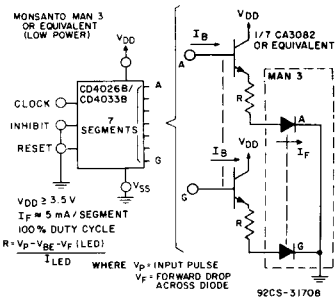 MONSANTO MAN 3
OR EQUIVALENT
(LOW POWER)
VDD
CD4026B/
CD4033B
7
SEGMENTS
A
G
CLOCK
INHIBIT
RESET
VSS
VDD ≥ 3.5 V
IF ≈ 5 mA/SEGMENT
100% DUTY CYCLE
R = VP-VBE-VF (LED)
ILED
WHERE VP = INPUT PULSE
VF = FORWARD DROP
ACROSS DIODE
IB
VDD
1/7 CA3082
OR EQUIVALENT
A
R
MAN 3
A
IB
VDD
IF
G
R
G
92CS-31708